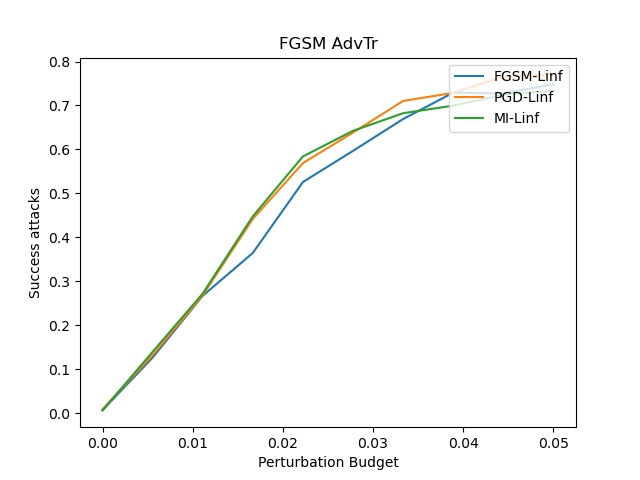 FGSM AdvTr
FGSM-Linf
PGD-Linf
MI-Linf
Success attacks
0.8
0.7
0.6
0.5
0.4
0.3
0.2
0.1
0.0
0.00 0.01 0.02 0.03 0.04 0.05
Perturbation Budget